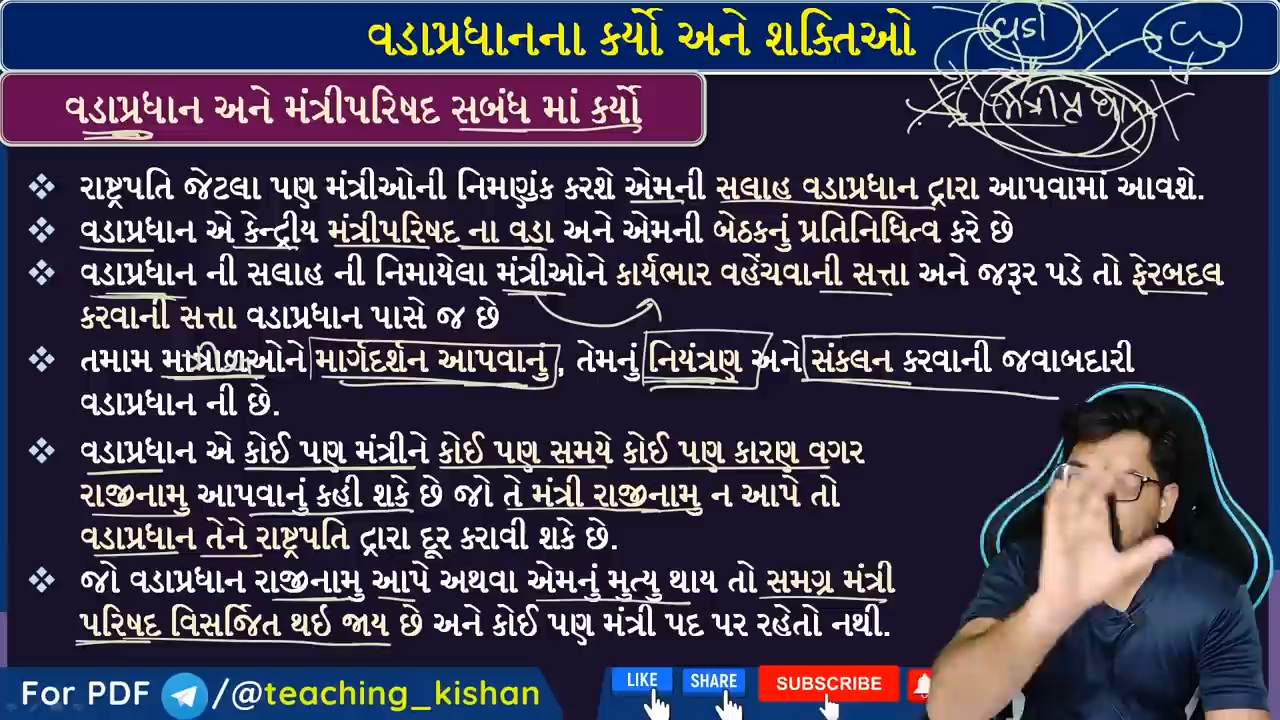 વડાપ્રધાનના કર્યો અને શક્તિઓ
વડાપ્રધાન અને મંત્રીપરિષદ સબંધ માં કર્યો
રાષ્ટ્રપતિ જેટલા પણ મંત્રીઓની નિમણુંક કરશે એમની સલાહ વડાપ્રધાન દ્રારા આપવામાં આવશે.
વડાપ્રધાન એ કેન્દ્રીય મંત્રીપરિષદ ના વડા અને એમની બેઠકનું પ્રતિનિધિત્વ કરે છે
વડાપ્રધાન ની સલાહ ની નિમાયેલા મંત્રીઓને કાર્યભાર વહેંચવાની સત્તા અને જરૂર પડે તો ફેરબદલ
કરવાની સત્તા વડાપ્રધાન પાસે જ છે
તમામ માર્ગદર્શન આપવાનું, તેમનું નિયંત્રણ અને સંકલન કરવાની જવાબદારી
વડાપ્રધાન ની છે.
વડાપ્રધાન એ કોઈ પણ મંત્રીને કોઈ પણ સમયે કોઈ પણ કારણ વગર
રાજીનામુ આપવાનું કહી શકે છે જો તે મંત્રી રાજીનામુ ન આપે તો
વડાપ્રધાન તેને રાષ્ટ્રપતિ દ્રારા દૂર કરાવી શકે છે.
જો વડાપ્રધાન રાજીનામુ આપે અથવા એમનું મુત્યુ થાય તો સમગ્ર મંત્રી
પરિષદ વિસર્જિત થઇ જાય છે અને કોઈ પણ મંત્રી પદ પર રહેતો નથી.
For PDF /@teaching_kishan
LIKE SHARE SUBSCRIBE